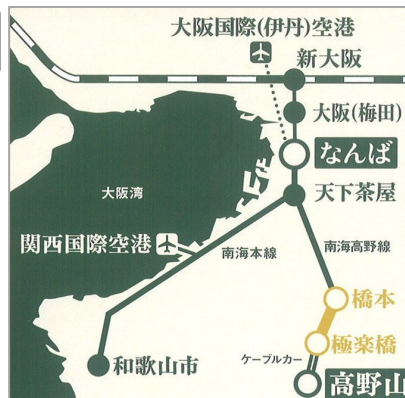 大阪国際(伊丹)空港
新大阪
大阪(梅田)
なんば
大阪湾
天下茶屋
関西国際空港
南海本線
南海高野線
橋本
極楽橋
ケーブルカー
和歌山市
高野山